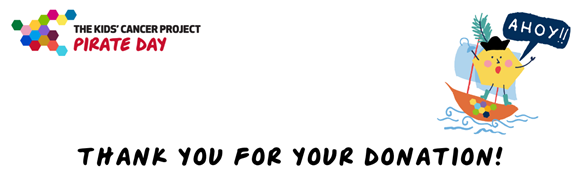 THE KIDS' CANCER PROJECT
PIRATE DAY
AHOY!!
THANK YOU FOR YOUR DONATION!